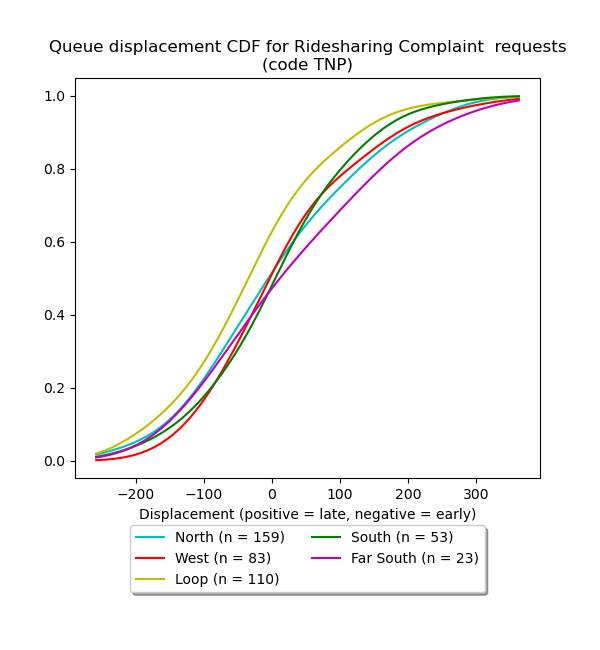 Queue displacement CDF for Ridesharing Complaint  requests
(code TNP)
1.0
0.8
0.6
0.4
0.2
0.0
−200 −100 0 100 200 300
Displacement (positive = late, negative = early)
North (n = 159) South (n = 53)
West (n = 83) Far South (n = 23)
Loop (n = 110)